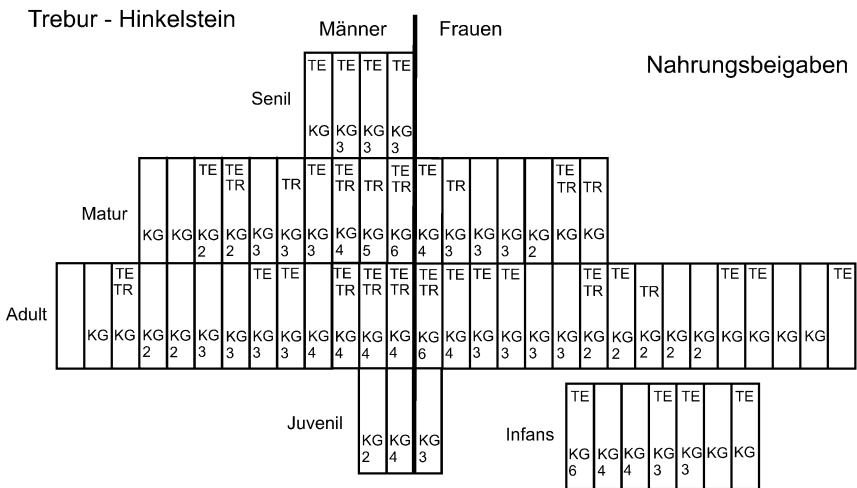 Trebur - Hinkelstein
Männer Frauen
Nahrungsbeigaben
Senil
TE TE TE TE
KG KG KG KG
3 3 3
Matur
TE TE TE TE TE TE TE
TR TR TR TR TR TR TR TR
KG KG KG KG KG KG KG KG KG KG KG KG KG KG KG KG KG
2 2 3 3 3 4 5 6 4 3 3 3 2
Adult
TE TE TE TE TE TE TE TE TE TE TE TE TE TE TE
TR TR TR TR TR TR TR
KG KG KG KG KG KG KG KG KG KG KG KG KG KG KG KG KG KG KG KG KG KG KG KG KG KG KG
2 2 3 3 3 3 4 4 4 4 6 4 3 3 3 3 2 2 2 2 2
Juvenil
KG KG KG
2 4 3
Infans
TE TE TE TE
KG KG KG KG KG KG KG
6 4 4 3 3